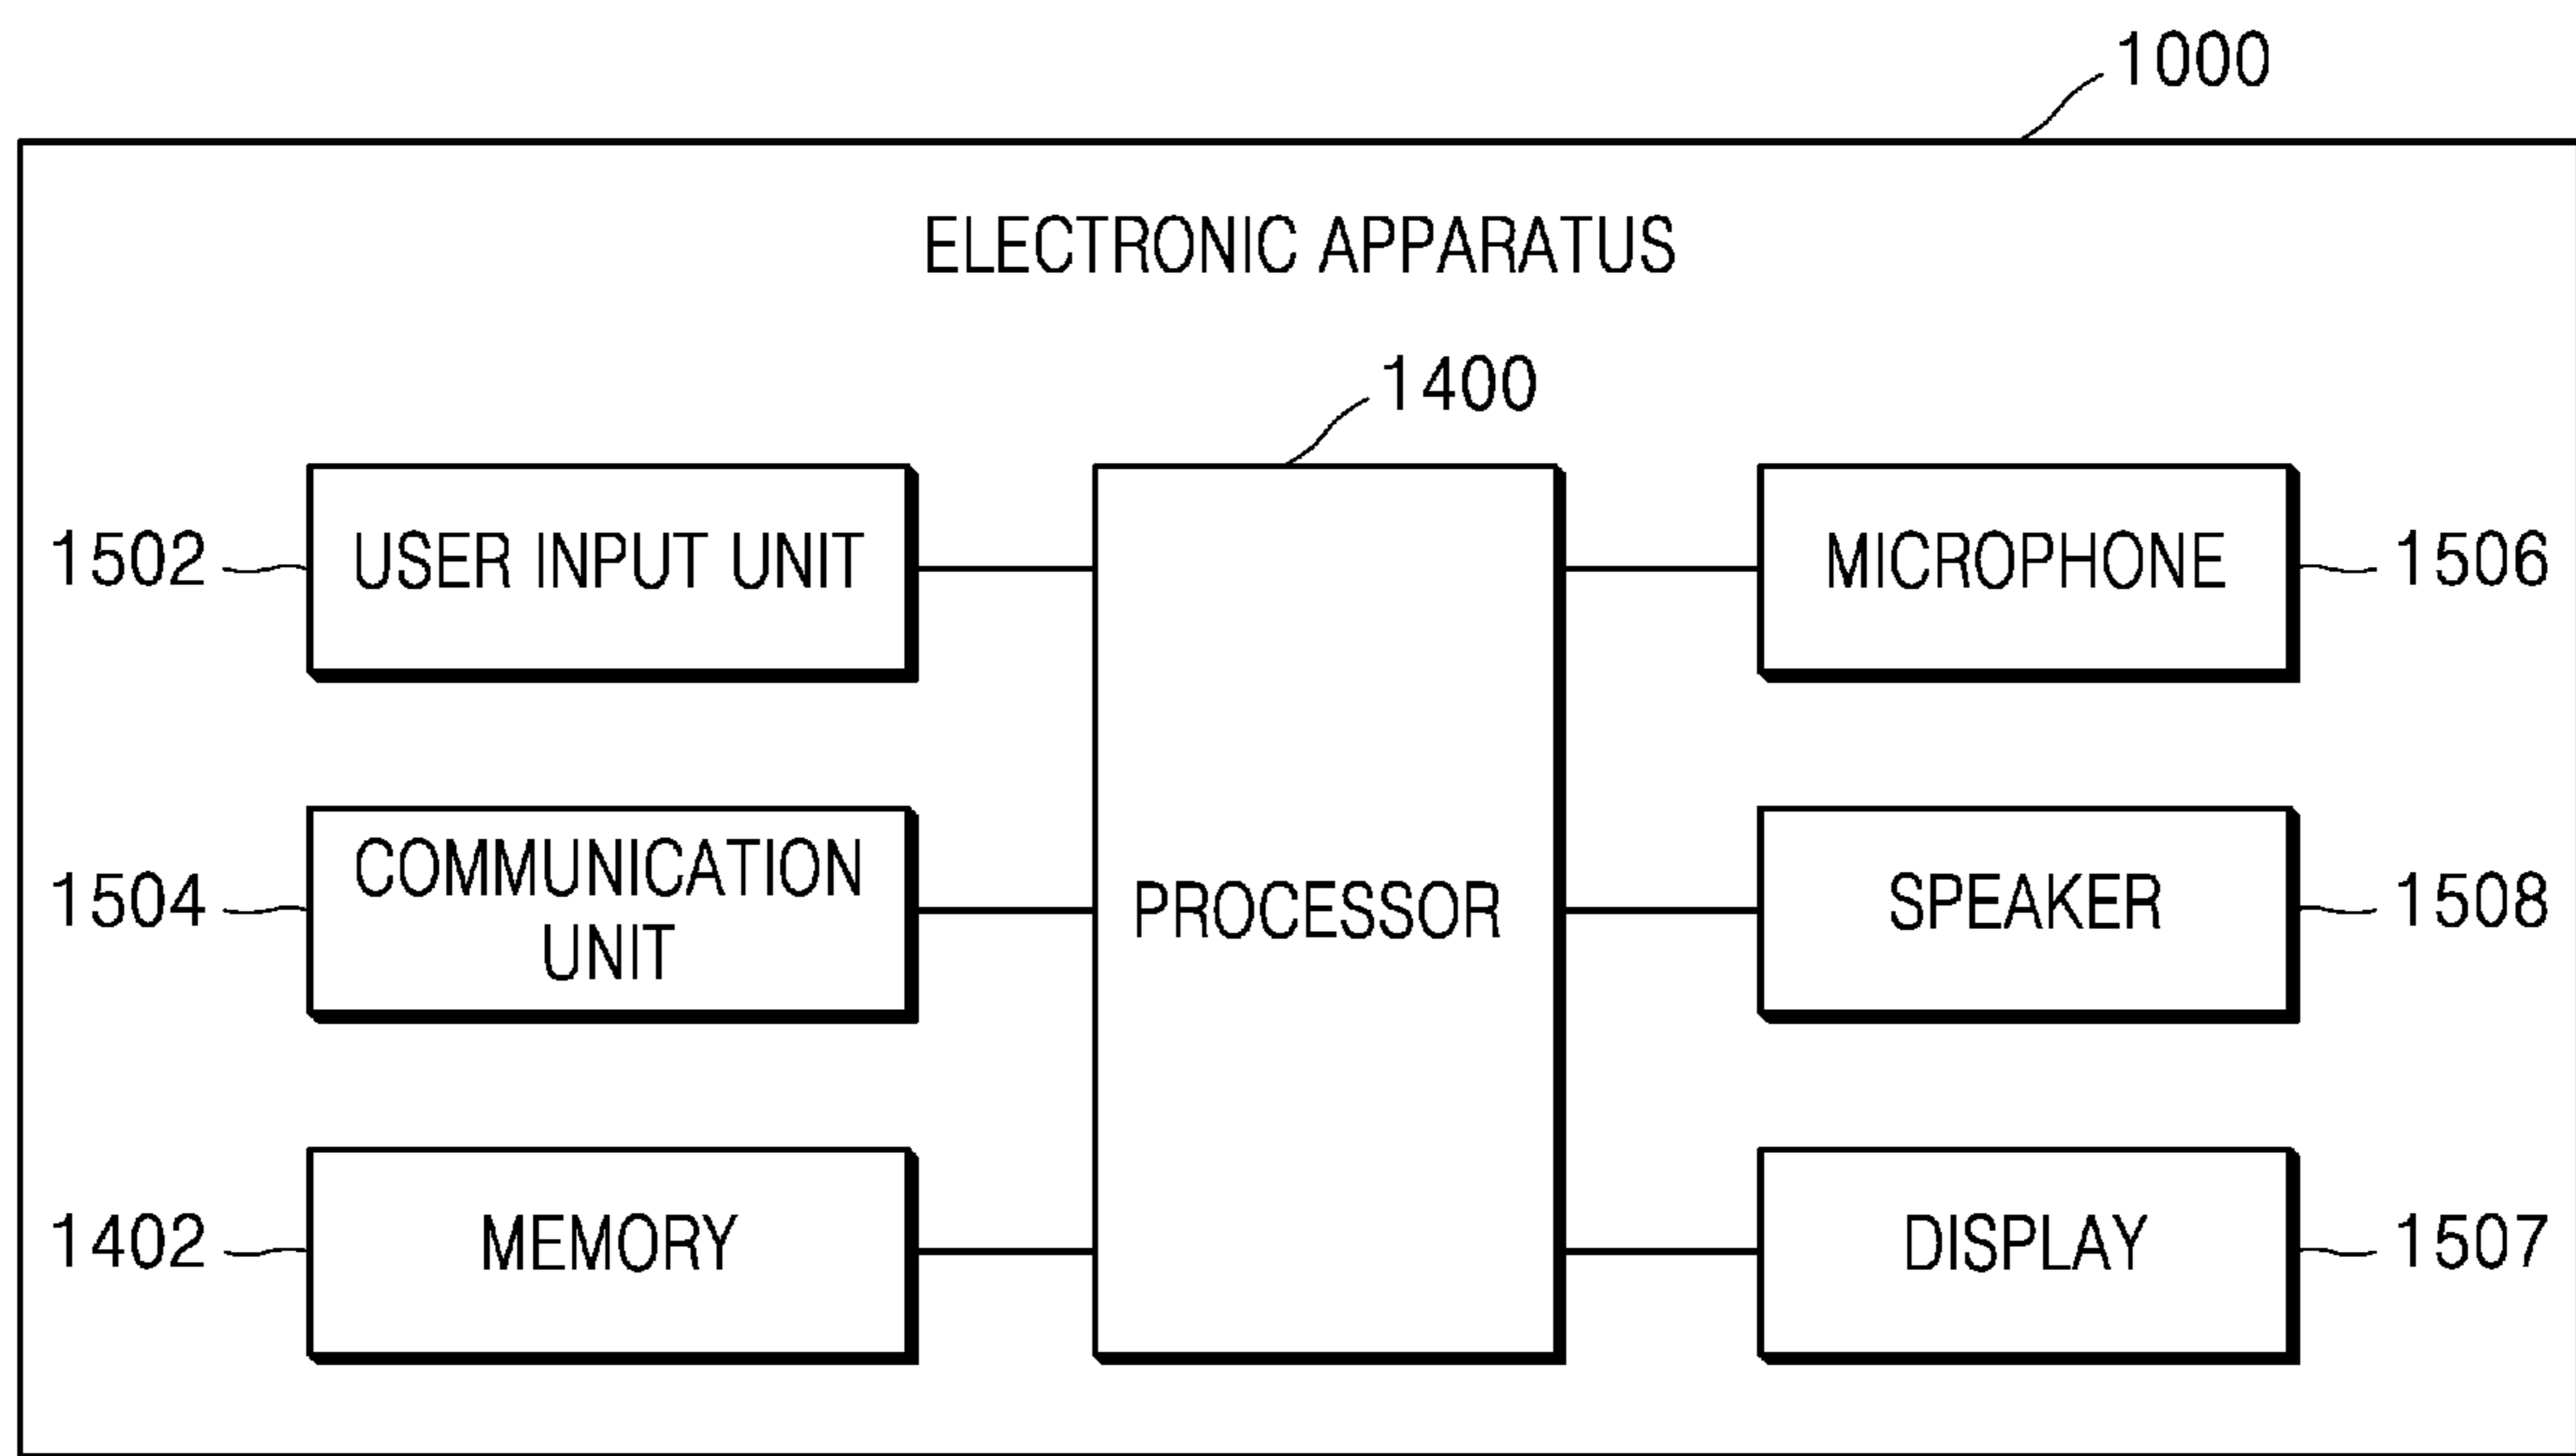 1000
ELECTRONIC APPARATUS
1400
1502
USER INPUT UNIT
MICROPHONE
1506
1504
COMMUNICATION
UNIT
PROCESSOR
SPEAKER
1508
1402
MEMORY
DISPLAY
1507